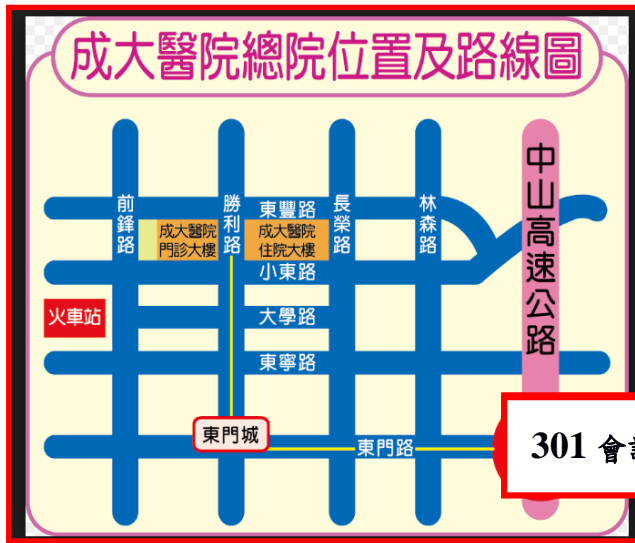 成大醫院總院位置及路線圖
中山高速公路
前鋒路
勝利路
東豐路
長榮路
林森路
成大醫院
門診大樓
成大醫院
住院大樓
小東路
火車站
大學路
東寧路
東門城
東門路
301 會